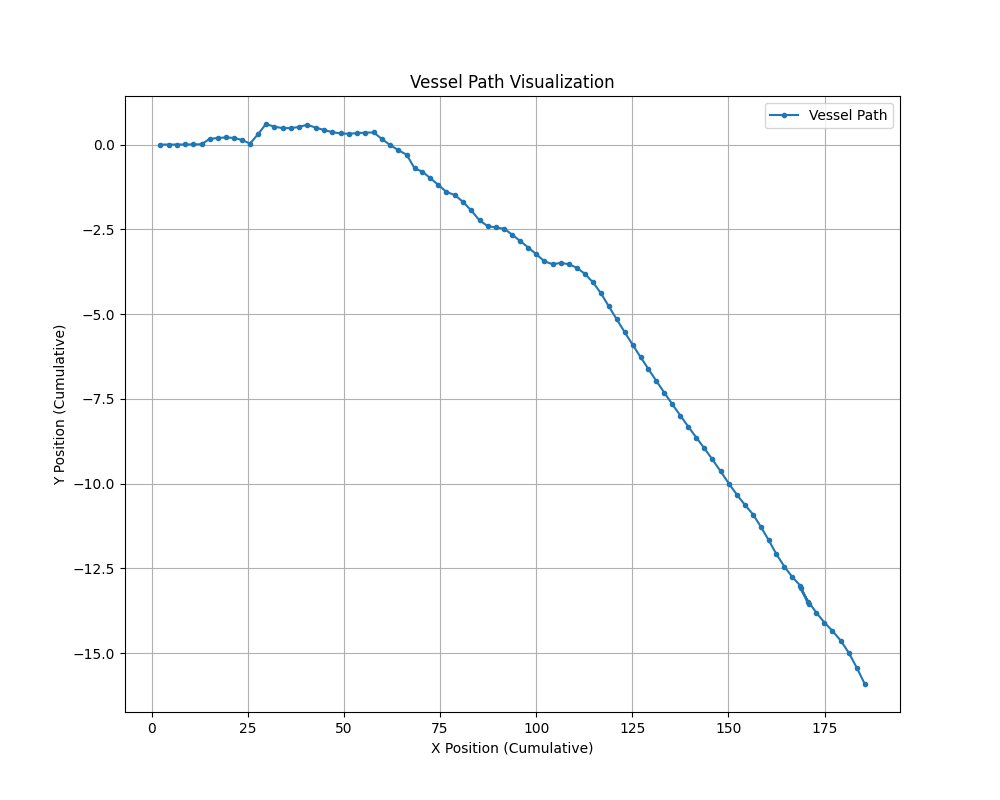 Vessel Path Visualization
Vessel Path
0.0
−2.5
−5.0
−7.5
−10.0
−12.5
−15.0
Y Position (Cumulative)
0 25 50 75 100 125 150 175
X Position (Cumulative)